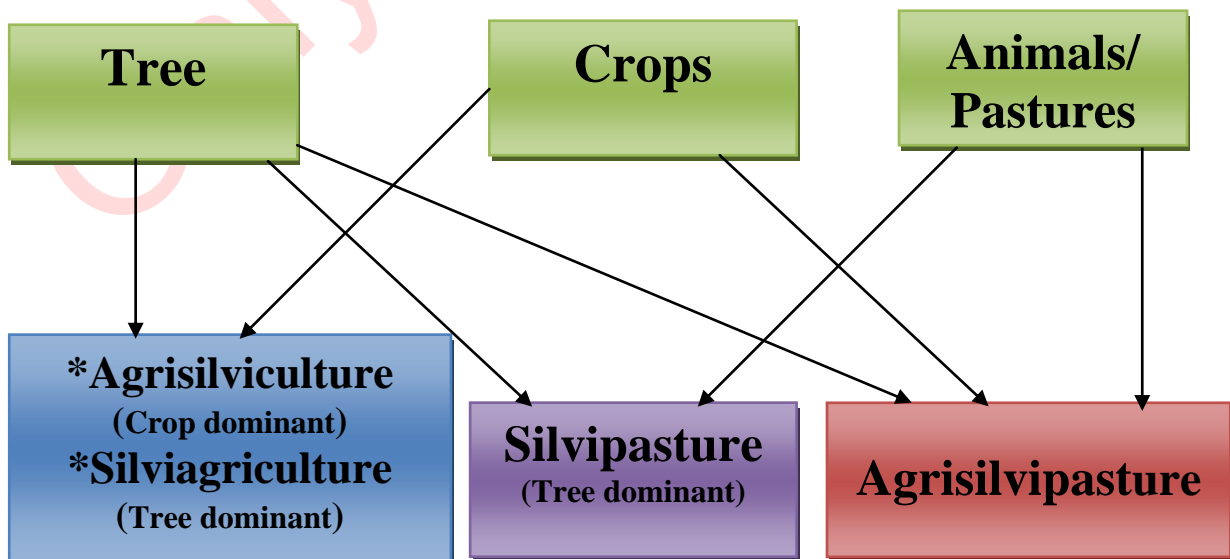 Tree
Crops
Animals/
Pastures
*Agrisilviculture
(Crop dominant)
*Silviagriculture
(Tree dominant)
Silvipasture
(Tree dominant)
Agrisilvipasture